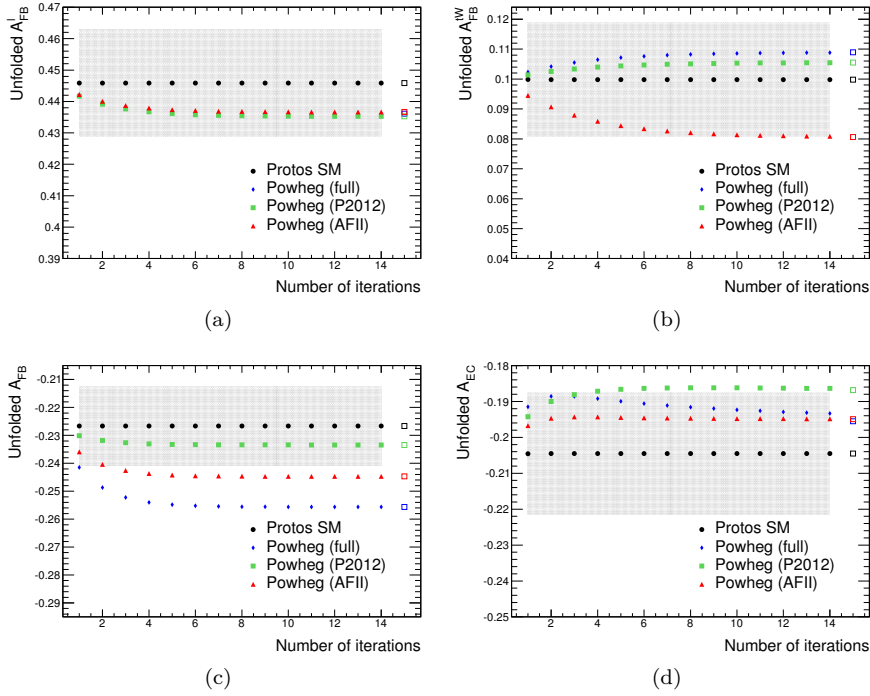 Unfolded A^l_FB
0.47
0.46
0.45
0.44
0.43
0.42
0.41
0.4
0.39
Protos SM
Powheg (full)
Powheg (P2012)
Powheg (AFII)
2 4 6 8 10 12 14
Number of iterations
(a)
Unfolded A^tW_FB
0.12
0.11
0.1
0.09
0.08
0.07
0.06
0.05
0.04
Protos SM
Powheg (full)
Powheg (P2012)
Powheg (AFII)
2 4 6 8 10 12 14
Number of iterations
(b)
Unfolded A_FB
-0.21
-0.22
-0.23
-0.24
-0.25
-0.26
-0.27
-0.28
-0.29
Protos SM
Powheg (full)
Powheg (P2012)
Powheg (AFII)
2 4 6 8 10 12 14
Number of iterations
(c)
Unfolded A_EC
-0.18
-0.19
-0.2
-0.21
-0.22
-0.23
-0.24
-0.25
Protos SM
Powheg (full)
Powheg (P2012)
Powheg (AFII)
2 4 6 8 10 12 14
Number of iterations
(d)